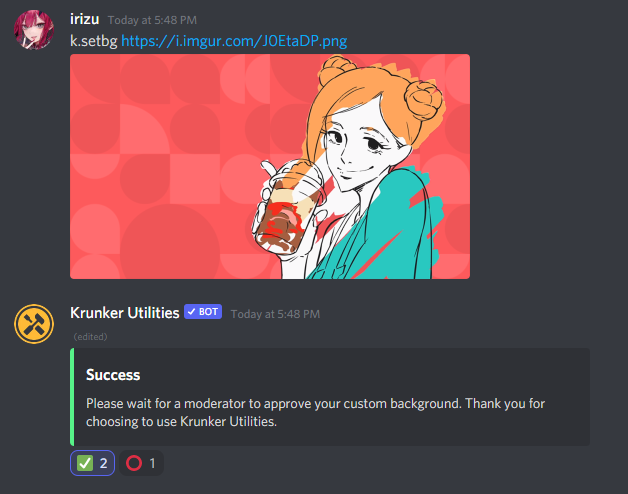 irizu Today at 5:48 PM
k.setbg https://i.imgur.com/J0EtaDP.png
Krunker Utilities ✓ BOT Today at 5:48 PM
(edited)
Success
Please wait for a moderator to approve your custom background. Thank you for
choosing to use Krunker Utilities.
2 1